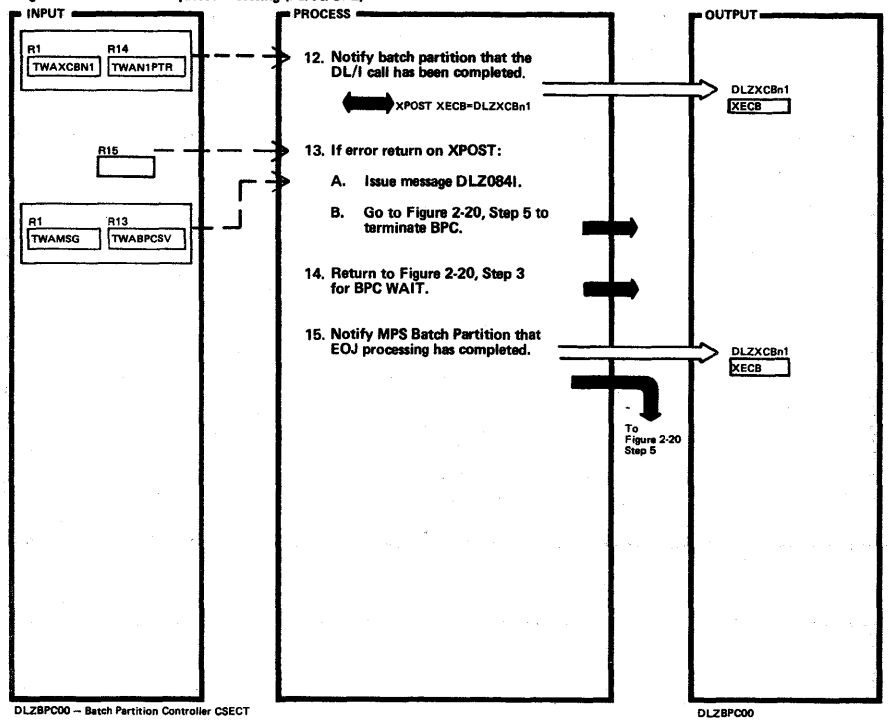 INPUT
R1 R14
TWAXCBN1 TWAN1PTR
R15
R1 R13
TWAMSG TWABPCSV
PROCESS
12. Notify batch partition that the
DL/I call has been completed.
XPOST XECB=DLZXCBn1
13. If error return on XPOST:
A. Issue message DLZ084I.
B. Go to Figure 2-20, Step 5 to
terminate BPC.
14. Return to Figure 2-20, Step 3
for BPC WAIT.
15. Notify MPS Batch Partition that
EOJ processing has completed.
To
Figure 2-20
Step 5
OUTPUT
DLZXCBn1
XECB
DLZXCBn1
XECB
DLZBPC00 — Batch Partition Controller CSECT
DLZBPC00